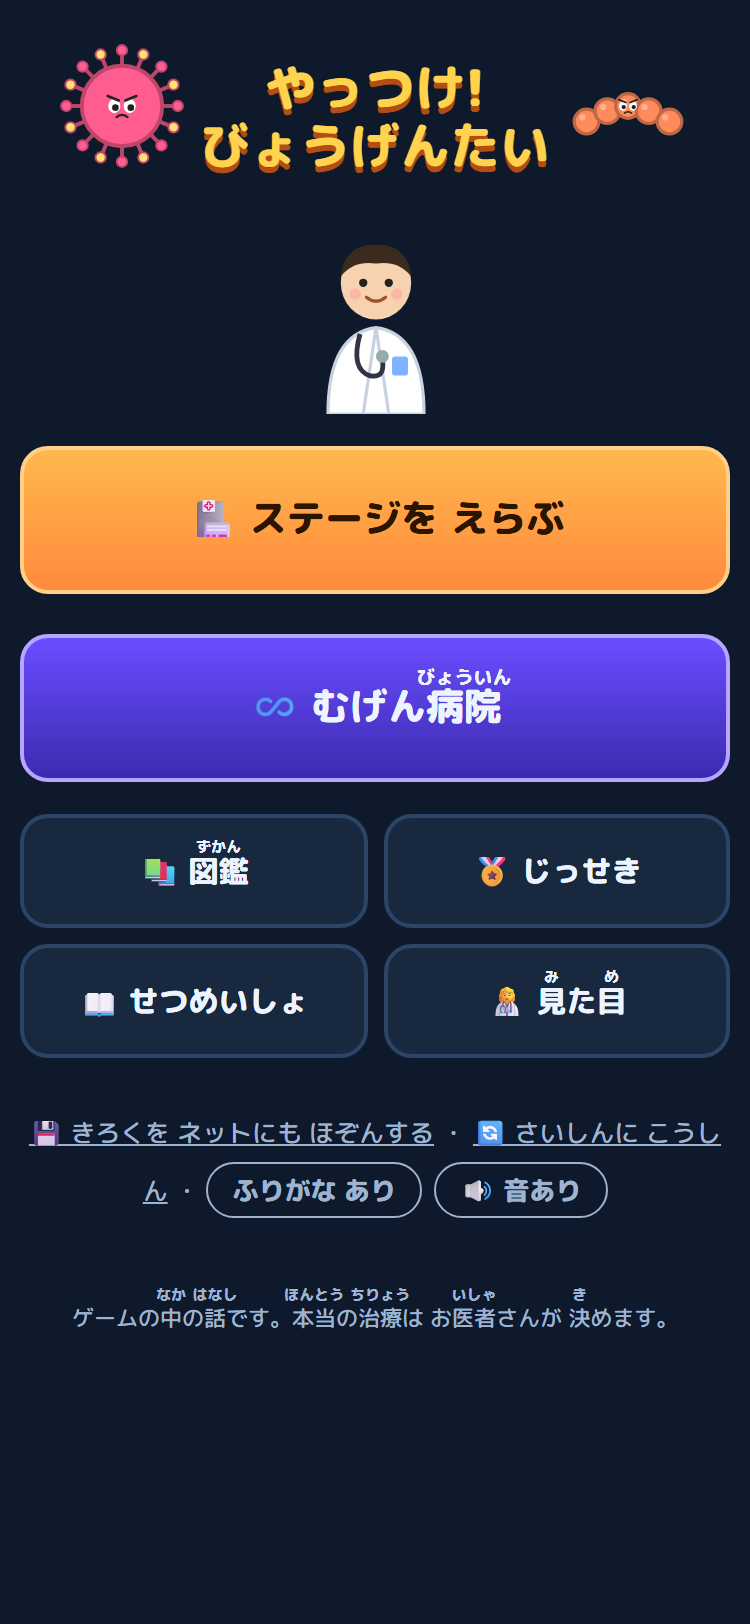 やっつけ!
びょうげんたい
ステージを えらぶ
びょういん
むげん病院
ずかん
図鑑
じっせき
せつめいしょ
み め
見た目
きろくを ネットにも ほぞんする · さいしんに こうし
ん · ふりがな あり 音あり
なか はなし ほんとう ちりょう いしゃ き
ゲームの中の話です。本当の治療は お医者さんが 決めます。